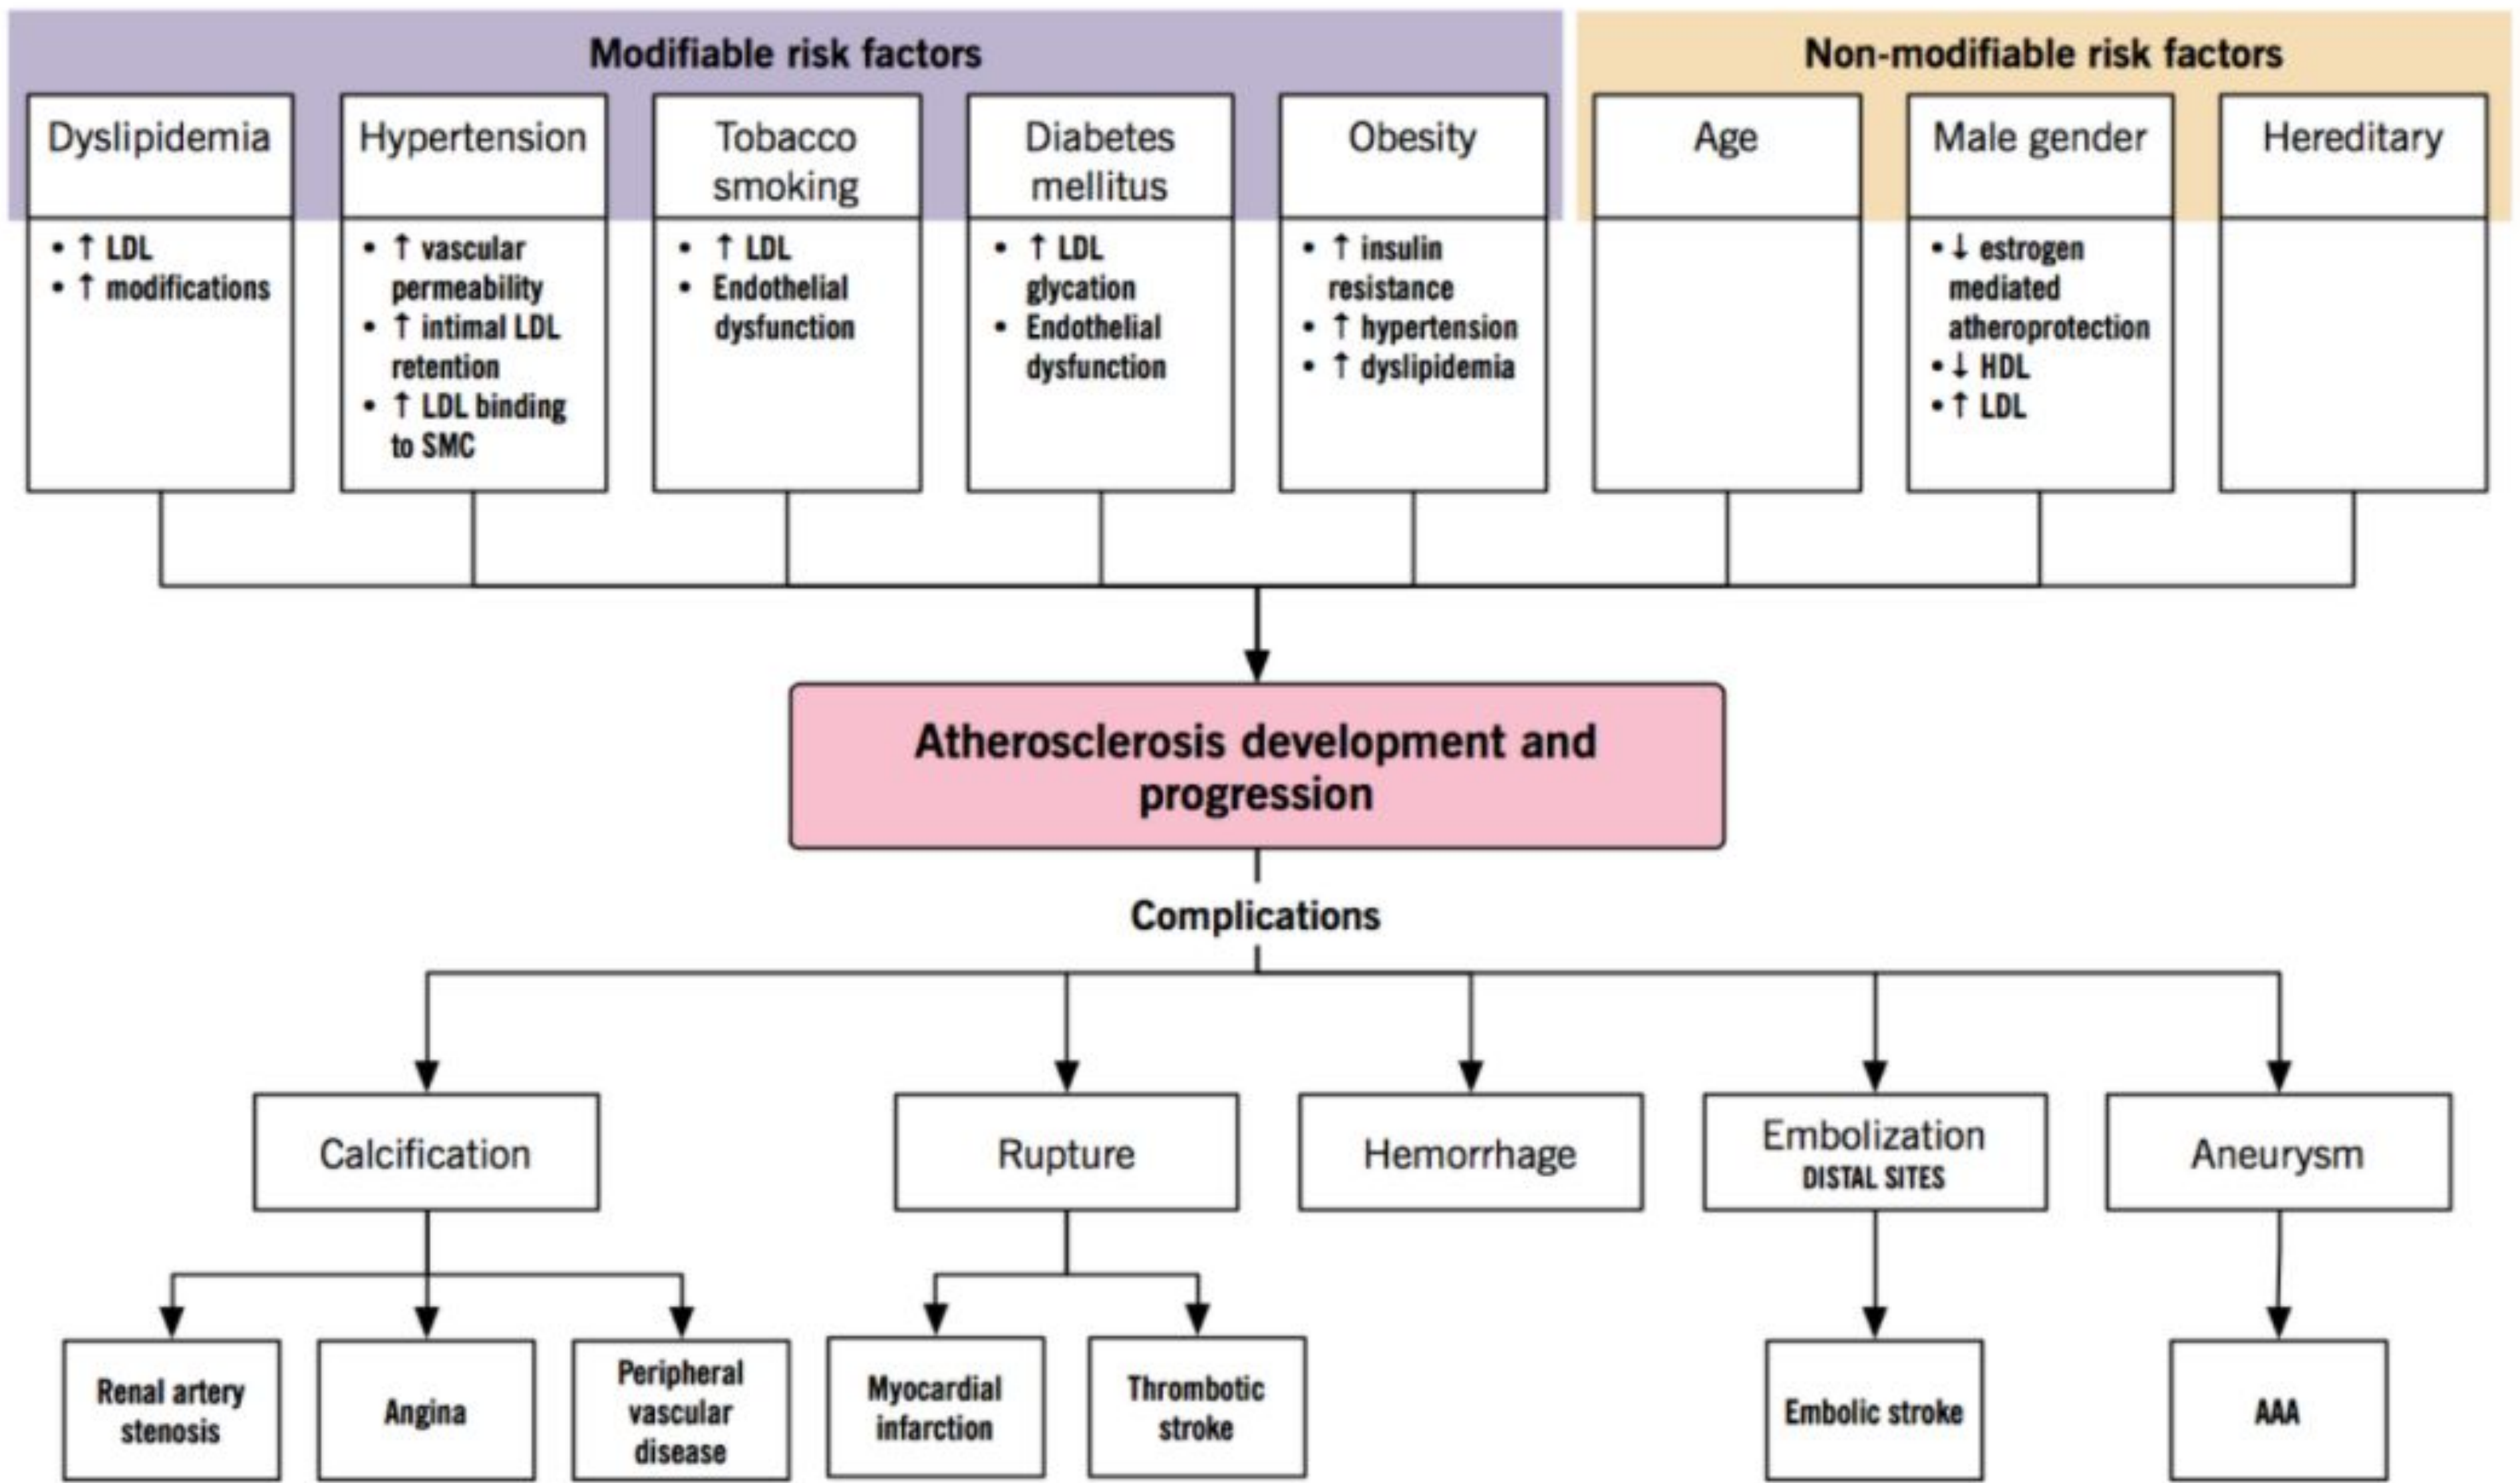 Modifiable risk factors
Non-modifiable risk factors
Dyslipidemia
• ↑ LDL
• ↑ modifications
Hypertension
• ↑ vascular
permeability
• ↑ intimal LDL
retention
• ↑ LDL binding
to SMC
Tobacco
smoking
• ↑ LDL
• Endothelial
dysfunction
Diabetes
mellitus
• ↑ LDL
glycation
• Endothelial
dysfunction
Obesity
• ↑ insulin
resistance
• ↑ hypertension
• ↑ dyslipidemia
Age
Male gender
• ↓ estrogen
mediated
atheroprotection
• ↓ HDL
• ↑ LDL
Hereditary
Atherosclerosis development and
progression
Complications
Calcification
Rupture
Hemorrhage
Embolization
DISTAL SITES
Aneurysm
Renal artery
stenosis
Angina
Peripheral
vascular
disease
Myocardial
infarction
Thrombotic
stroke
Embolic stroke
AAA